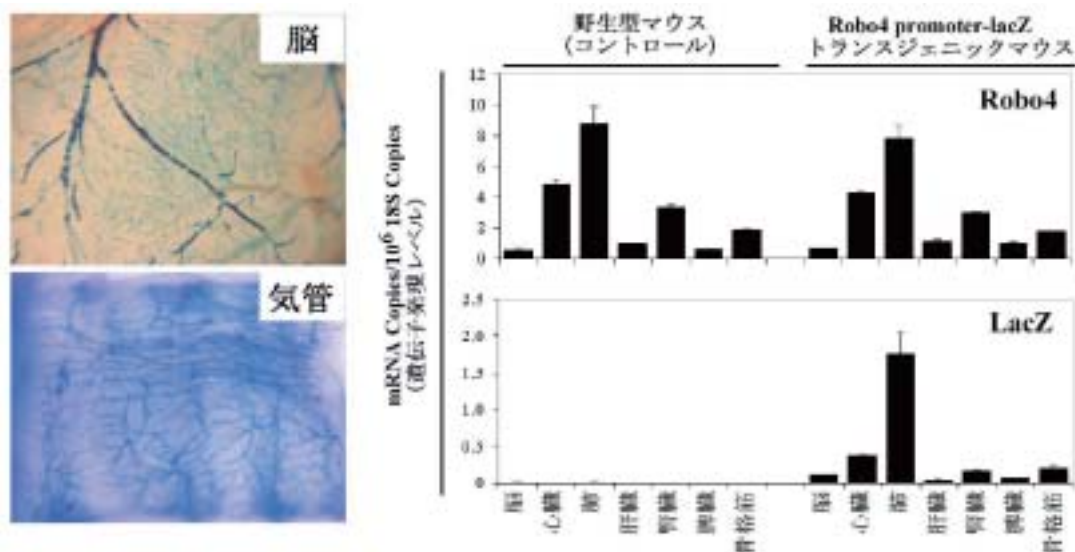 脳
気管
野生型マウス
(コントロール)
Robo4 promoter-lacZ
トランスジェニックマウス
mRNA Copies/10⁶ 18S Copies
(遺伝子発現レベル)
Robo4
12
10
8
6
4
2
0
LacZ
2.5
2.0
1.5
1.0
0.5
0
脳
心臓
肺
肝臓
腎臓
脾臓
骨格筋
脳
心臓
肺
肝臓
腎臓
脾臓
骨格筋